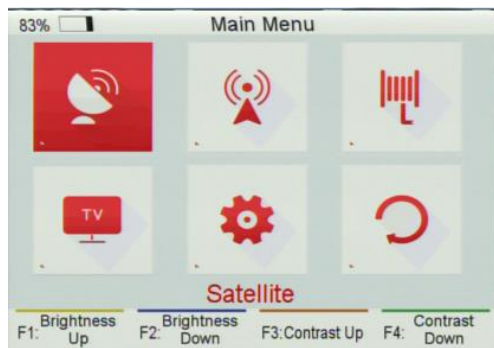 83% Main Menu
TV
Satellite
F1: Brightness Up
F2: Brightness Down
F3:Contrast Up
F4: Contrast Down